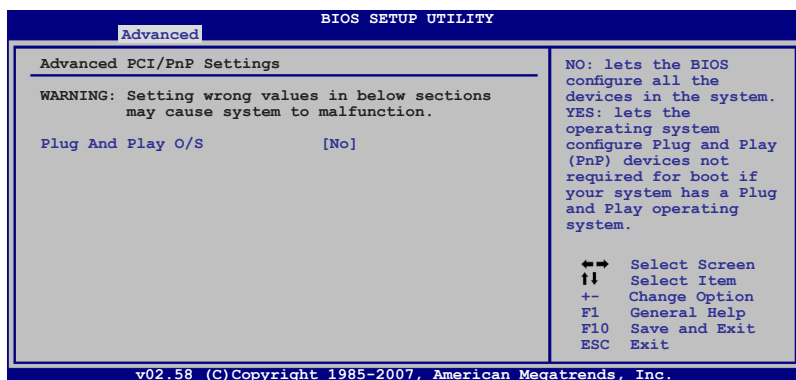 BIOS SETUP UTILITY
Advanced
Advanced PCI/PnP Settings
WARNING: Setting wrong values in below sections
may cause system to malfunction.
Plug And Play O/S [No]
NO: lets the BIOS
configure all the
devices in the system.
YES: lets the
operating system
configure Plug and Play
(PnP) devices not
required for boot if
your system has a Plug
and Play operating
system.
←→ Select Screen
↑↓ Select Item
+- Change Option
F1 General Help
F10 Save and Exit
ESC Exit
v02.58 (C)Copyright 1985-2007, American Megatrends, Inc.